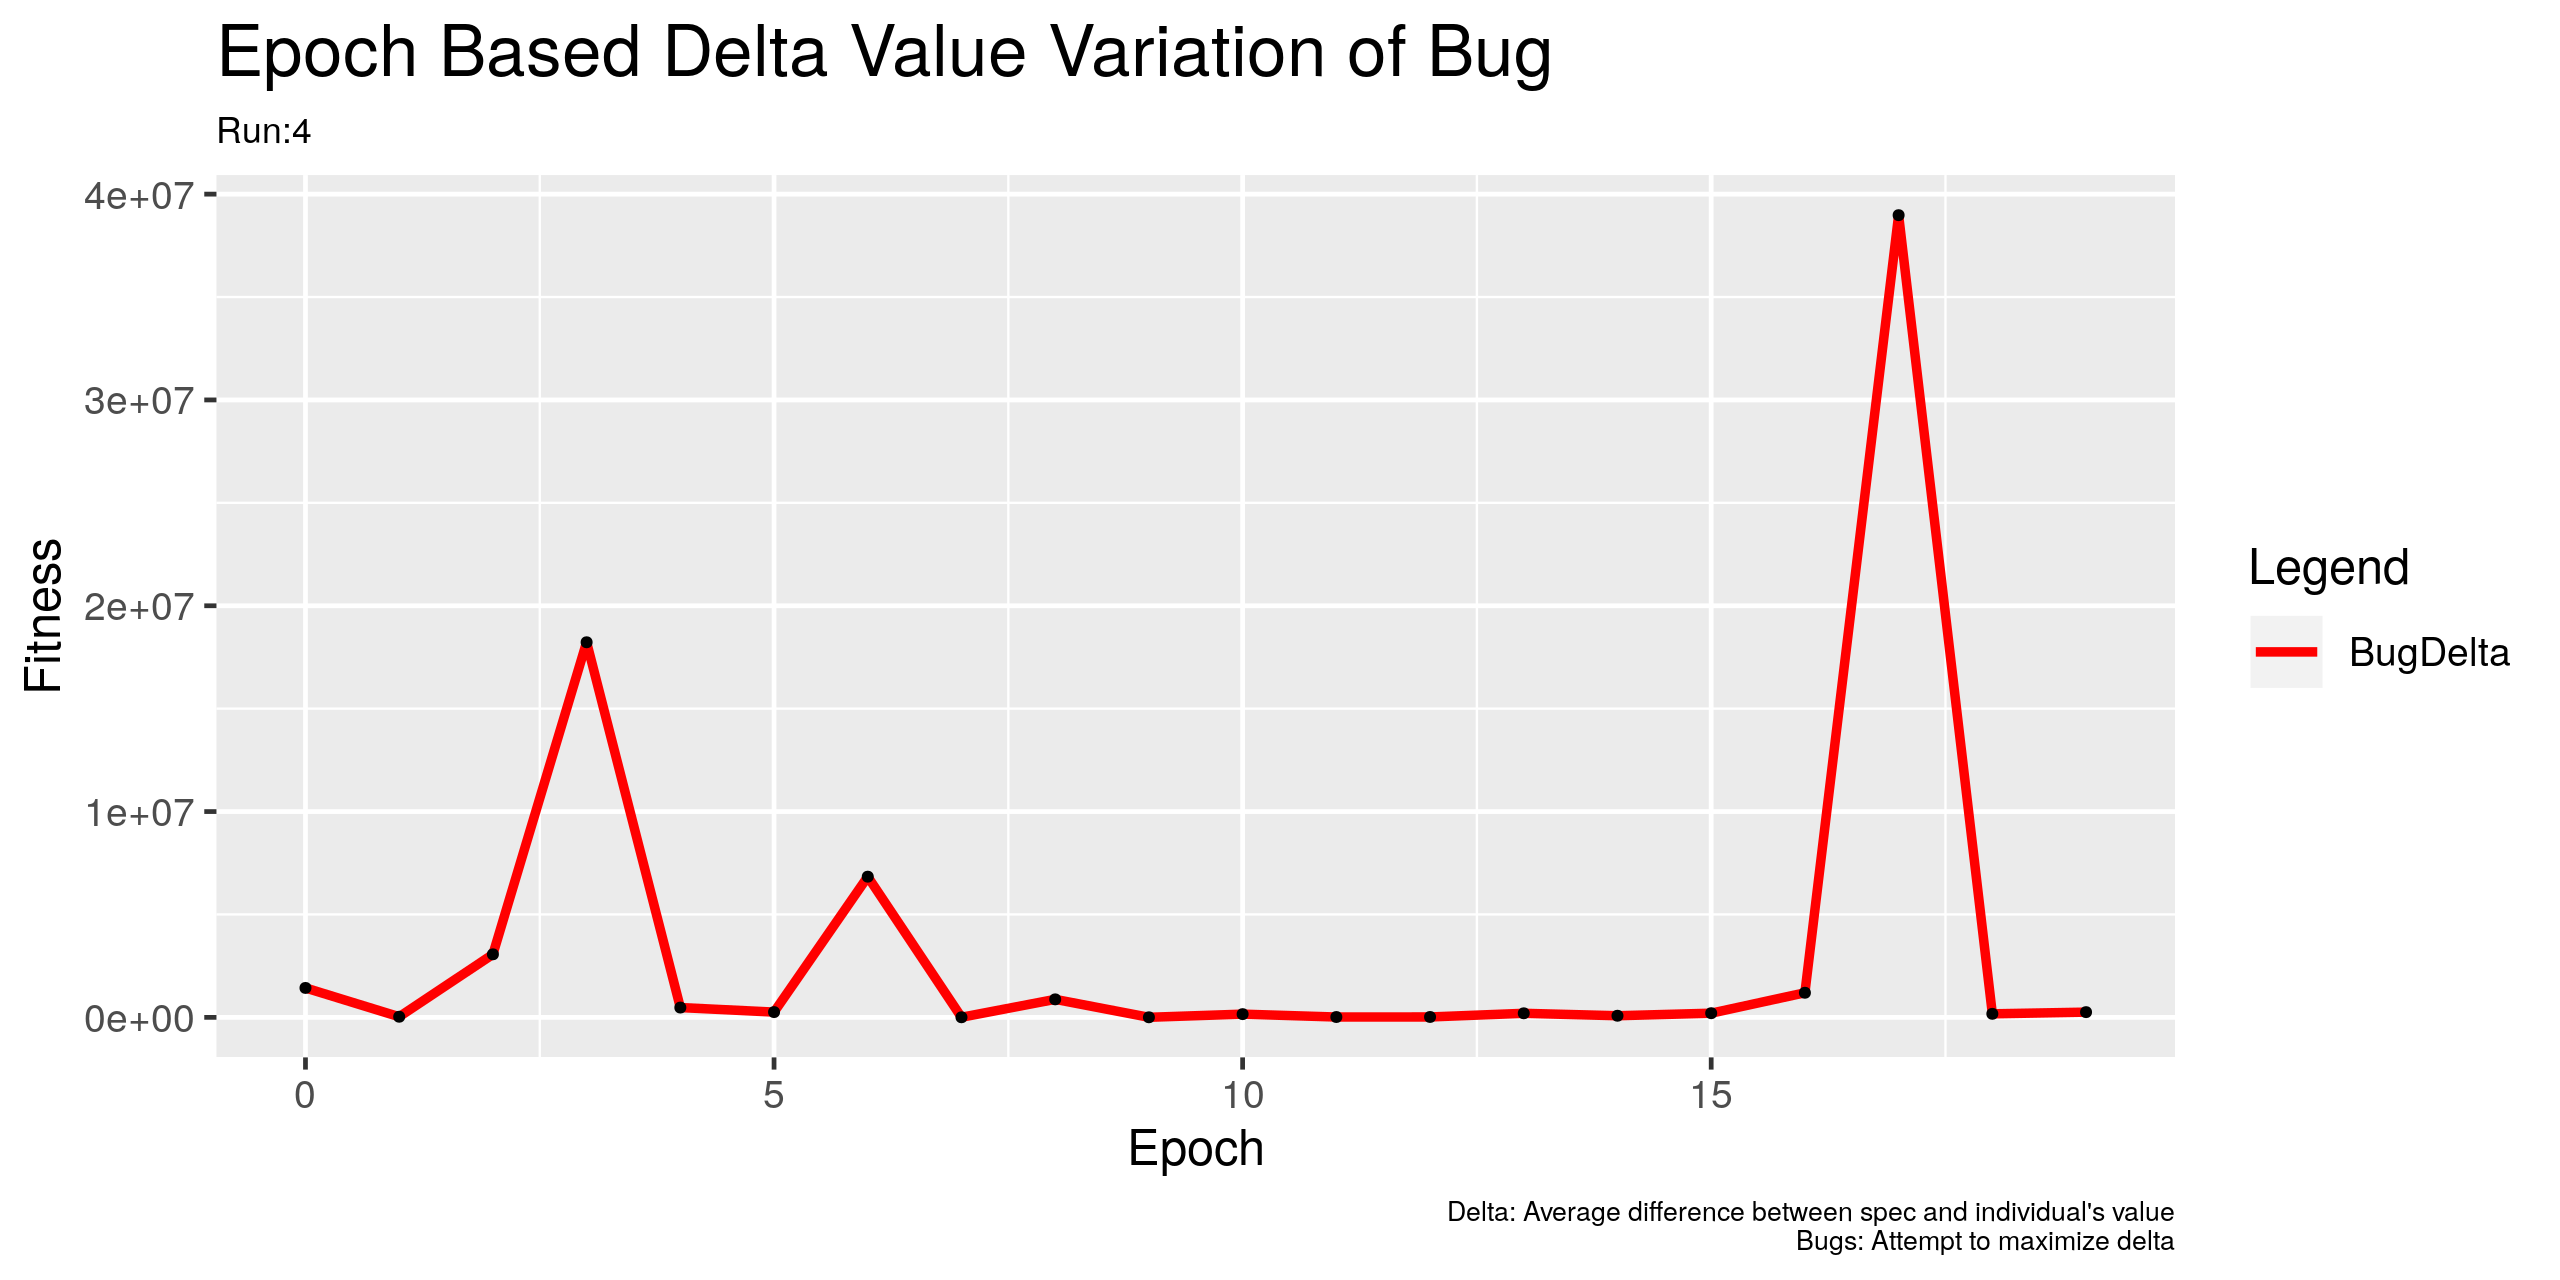 Epoch Based Delta Value Variation of Bug
Run:4
4e+07
3e+07
2e+07
1e+07
0e+00
Fitness
0
5
10
15
Epoch
Legend
BugDelta
Delta: Average difference between spec and individual's value
Bugs: Attempt to maximize delta